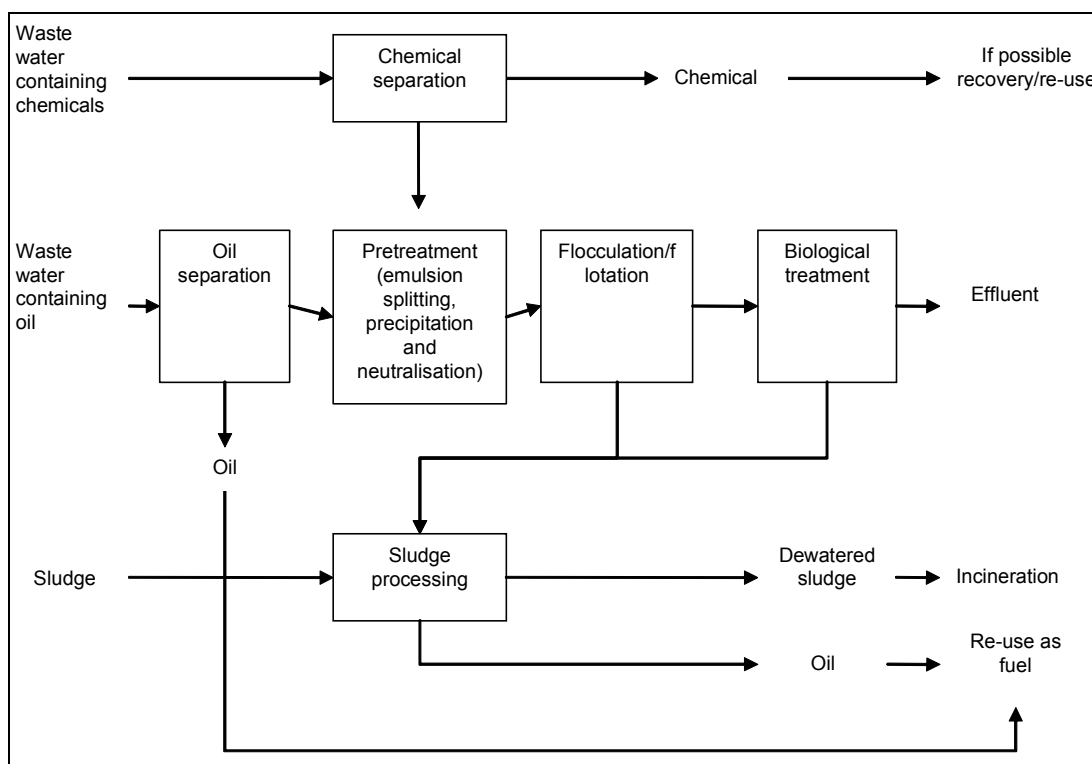 Waste
water
containing
chemicals
Chemical
separation
Chemical
If possible
recovery/re-use
Waste
water
containing
oil
Oil
separation
Pretreatment
(emulsion
splitting,
precipitation
and
neutralisation)
Flocculation/f
lotation
Biological
treatment
Effluent
Oil
Sludge
Sludge
processing
Dewatered
sludge
Incineration
Oil
Re-use as
fuel